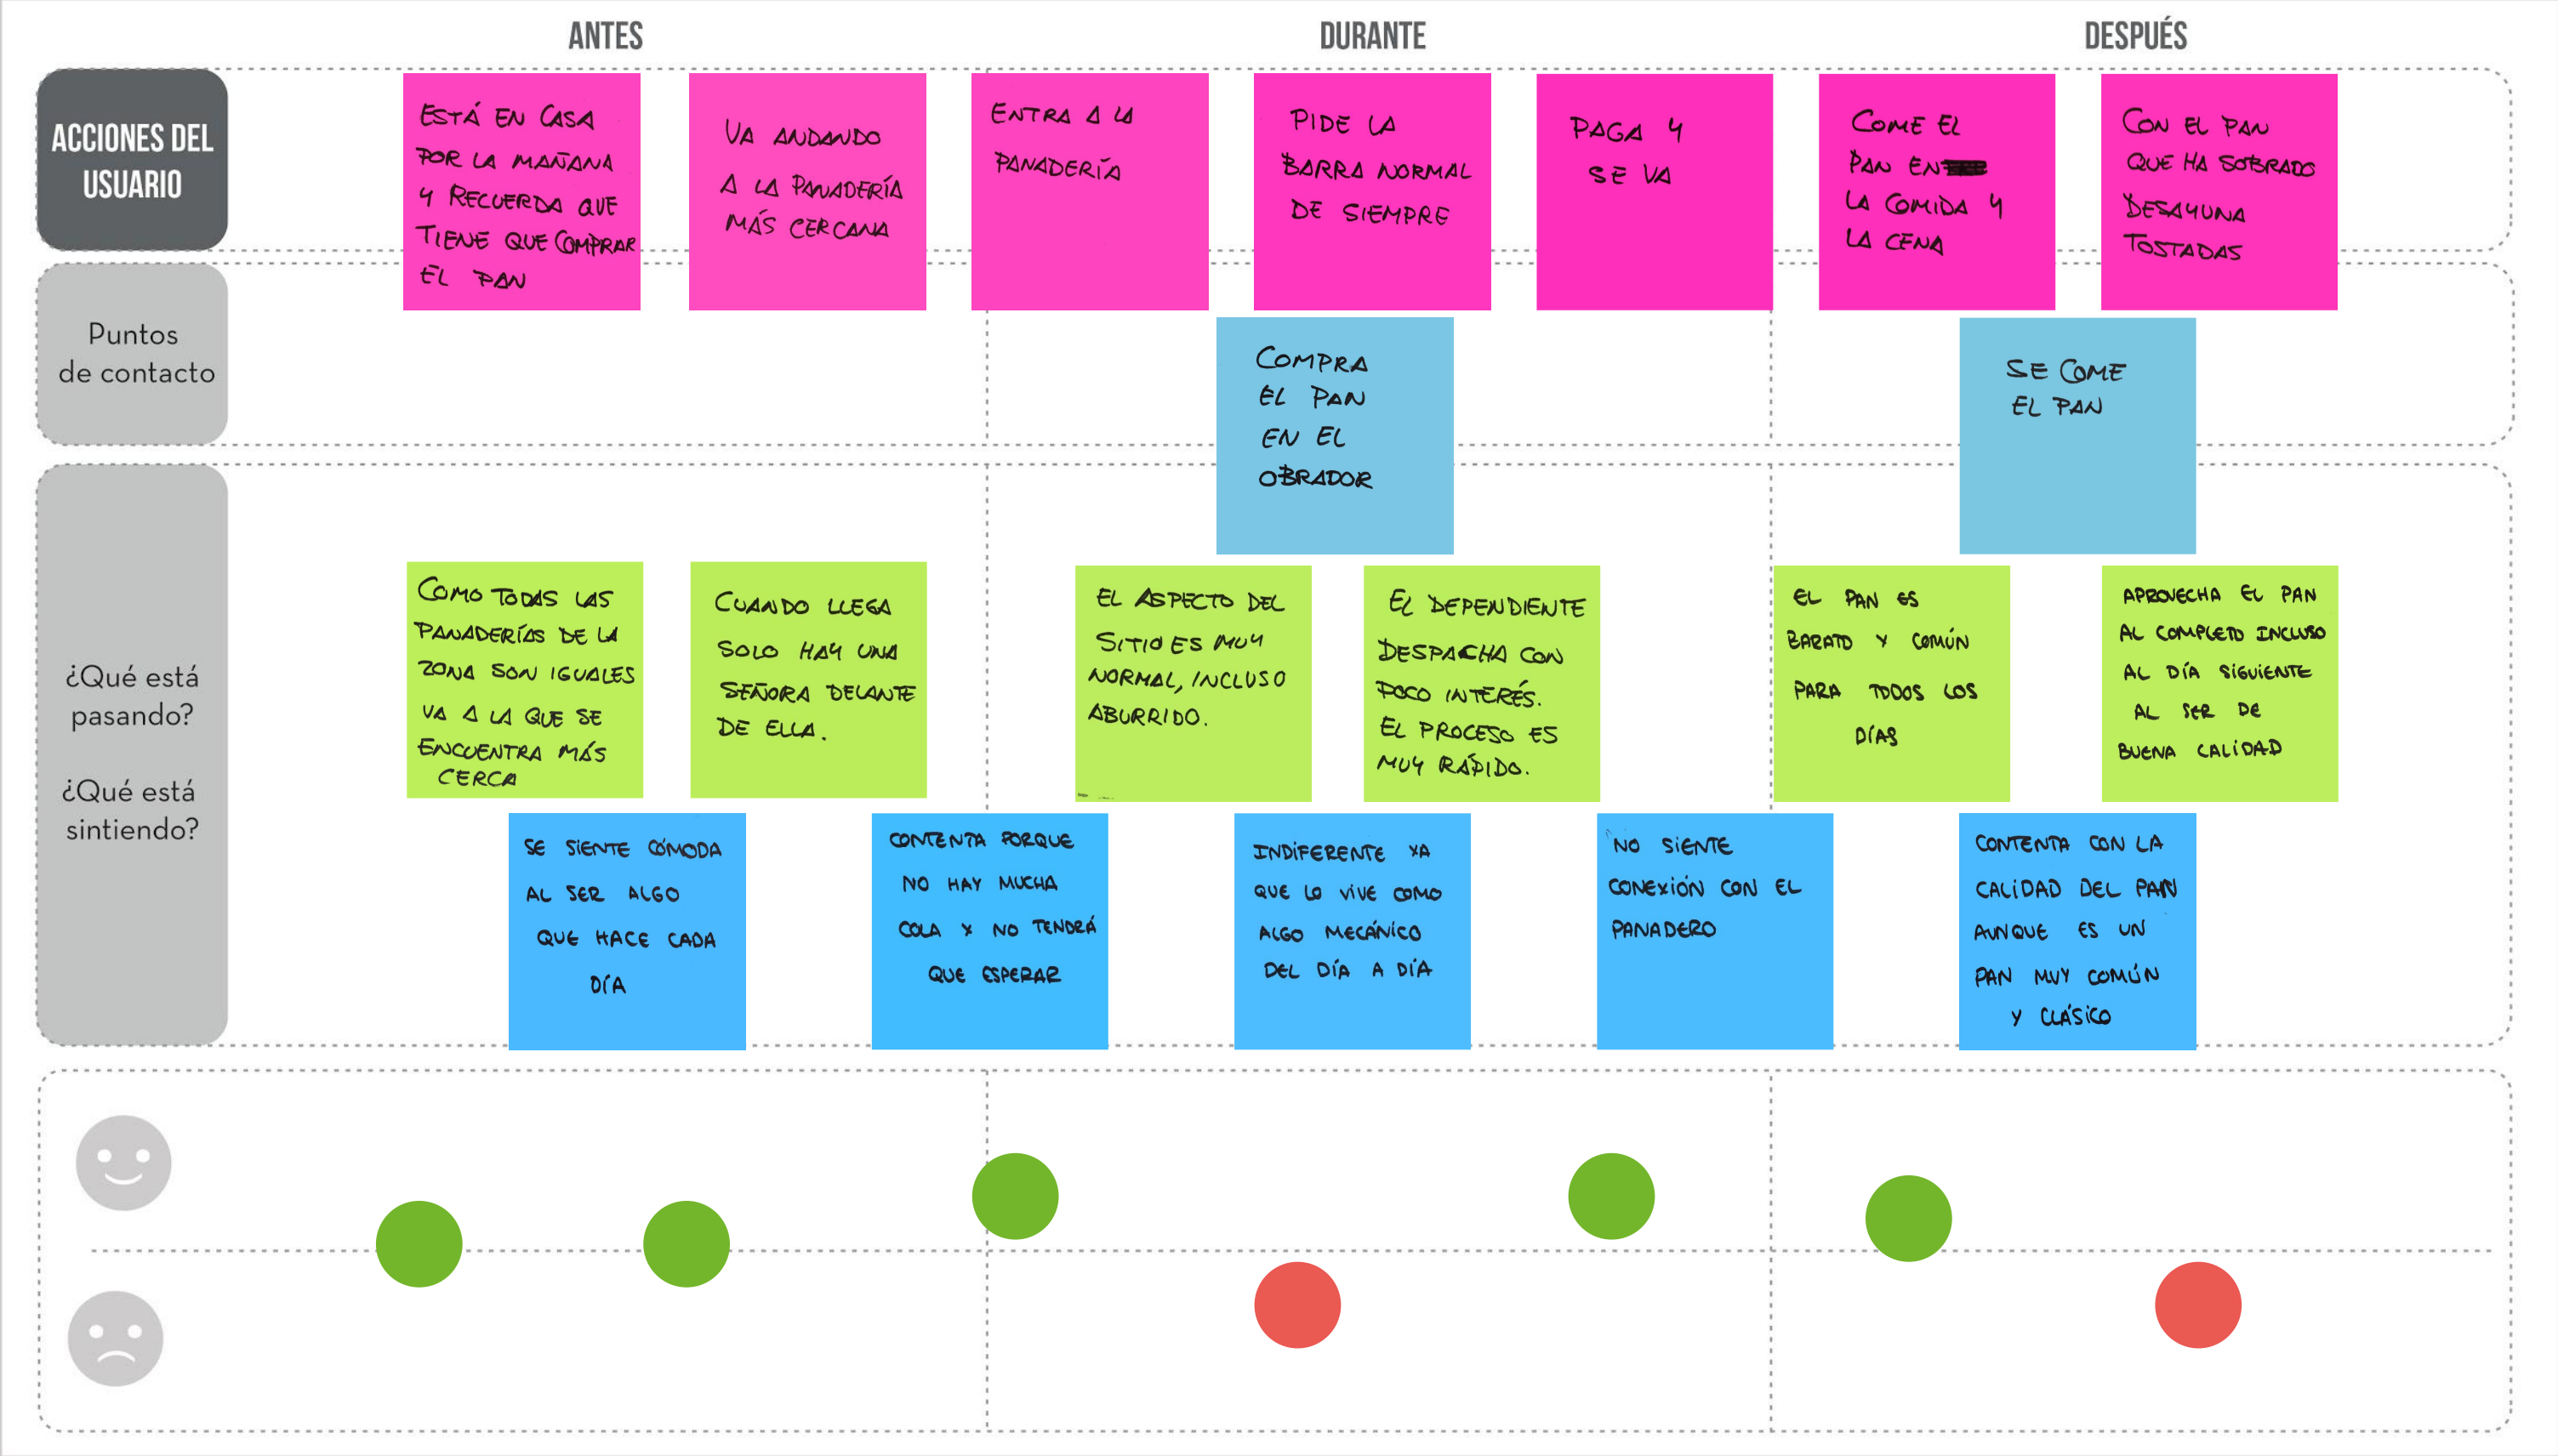 ANTES
DURANTE
DESPUÉS
ACCIONES DEL
USUARIO
ESTÁ EN CASA
POR LA MAÑANA
Y RECUERDA QUE
TIENE QUE COMPRAR
EL PAN
VA ANDANDO
A LA PANADERÍA
MÁS CERCANA
ENTRA A LA
PANADERÍA
PIDE LA
BARRA NORMAL
DE SIEMPRE
PAGA Y
SE VA
COME EL
PAN EN
LA COMIDA Y
LA CENA
CON EL PAN
QUE HA SOBRADO
DESAYUNA
TOSTADAS
Puntos
de contacto
COMPRA
EL PAN
EN EL
OBRADOR
SE COME
EL PAN
¿Qué está
pasando?
¿Qué está
sintiendo?
COMO TODAS LAS
PANADERÍAS DE LA
ZONA SON IGUALES
VA A LA QUE SE
ENCUENTRA MÁS
CERCA
CUANDO LLEGA
SOLO HAY UNA
SEÑORA DELANTE
DE ELLA.
EL ASPECTO DEL
SITIO ES MUY
NORMAL, INCLUSO
ABURRIDO.
EL DEPENDIENTE
DESPACHA CON
POCO INTERÉS.
EL PROCESO ES
MUY RÁPIDO.
EL PAN ES
BARATO Y COMÚN
PARA TODOS LOS
DÍAS
APROVECHA EL PAN
AL COMPLETO INCLUSO
AL DÍA SIGUIENTE
AL SER DE
BUENA CALIDAD
SE SIENTE CÓMODA
AL SER ALGO
QUE HACE CADA
DÍA
CONTENTA PORQUE
NO HAY MUCHA
COLA Y NO TENDRÁ
QUE ESPERAR
INDIFERENTE YA
QUE LO VIVE COMO
ALGO MECÁNICO
DEL DÍA A DÍA
NO SIENTE
CONEXIÓN CON EL
PANADERO
CONTENTA CON LA
CALIDAD DEL PAN
AUNQUE ES UN
PAN MUY COMÚN
Y CLÁSICO